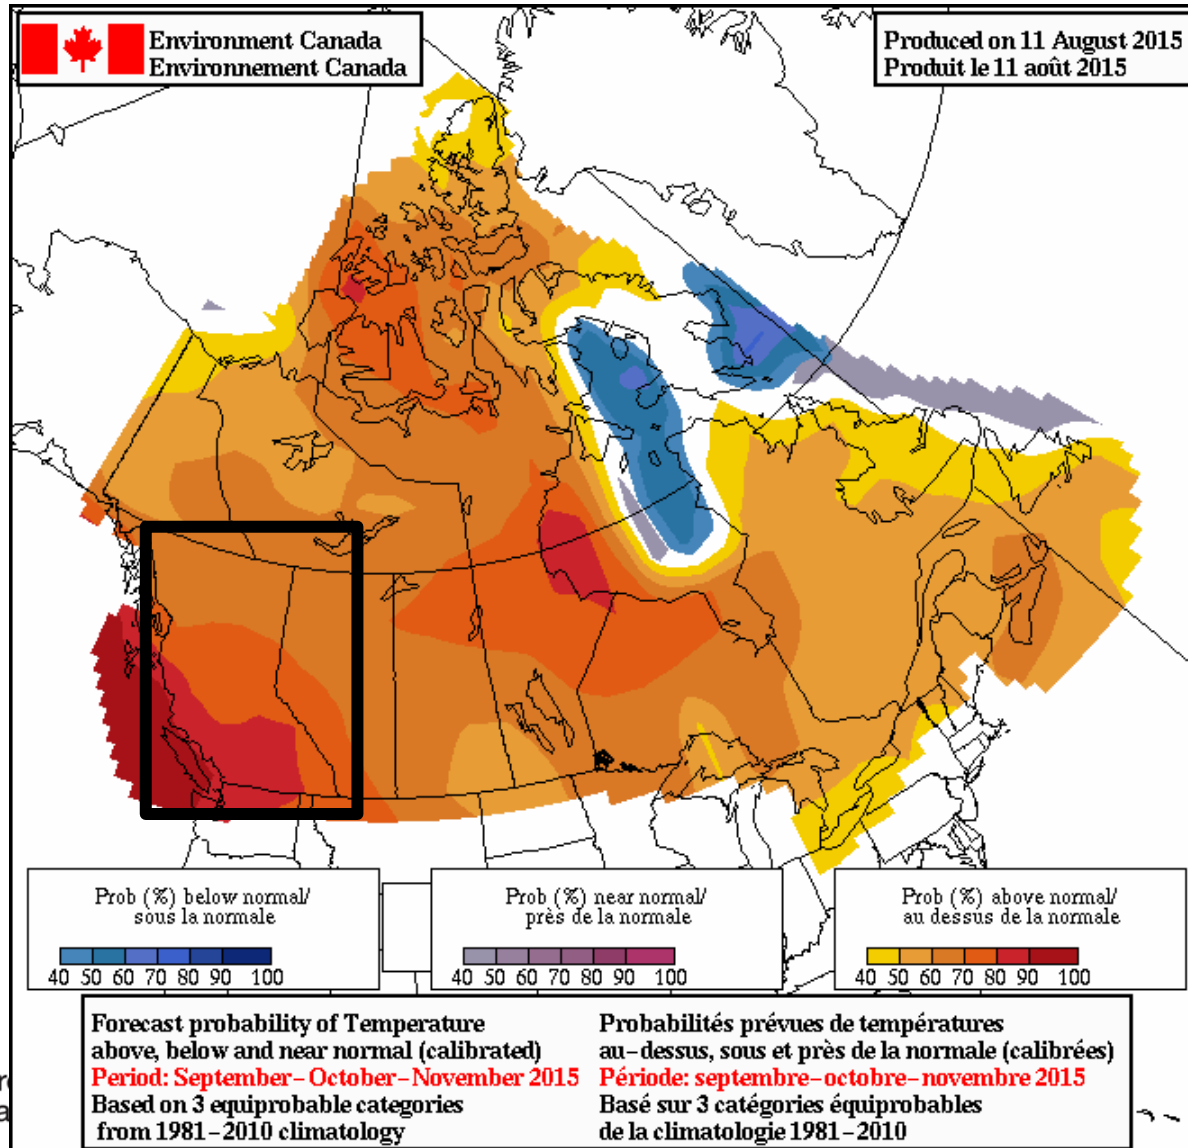 Environment Canada
Environnement Canada
Produced on 11 August 2015
Produit le 11 août 2015
Prob (%) below normal/
sous la normale
40 50 60 70 80 90 100
Prob (%) near normal/
près de la normale
40 50 60 70 80 90 100
Prob (%) above normal/
au dessus de la normale
40 50 60 70 80 90 100
Forecast probability of Temperature
above, below and near normal (calibrated)
Period: September-October-November 2015
Based on 3 equiprobable categories
from 1981-2010 climatology
Probabilités prévues de températures
au-dessus, sous et près de la normale (calibrées)
Période: septembre-octobre-novembre 2015
Basé sur 3 catégories équiprobables
de la climatologie 1981-2010